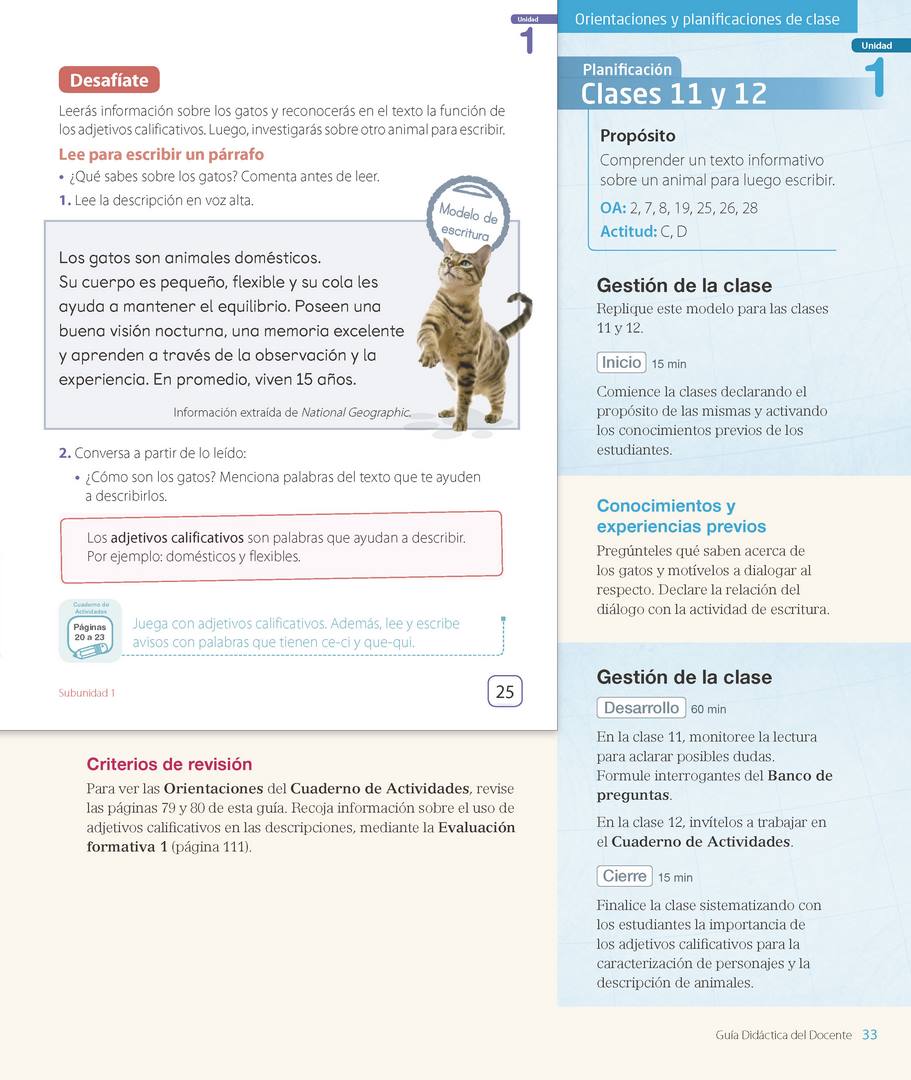 Unidad
1
Desafíate
Leerás información sobre los gatos y reconocerás en el texto la función de
los adjetivos calificativos. Luego, investigarás sobre otro animal para escribir.
Lee para escribir un párrafo
• ¿Qué sabes sobre los gatos? Comenta antes de leer.
1. Lee la descripción en voz alta.
Modelo de
escritura
Los gatos son animales domésticos.
Su cuerpo es pequeño, flexible y su cola les
ayuda a mantener el equilibrio. Poseen una
buena visión nocturna, una memoria excelente
y aprenden a través de la observación y la
experiencia. En promedio, viven 15 años.
Información extraída de National Geographic.
2. Conversa a partir de lo leído:
• ¿Cómo son los gatos? Menciona palabras del texto que te ayuden
a describirlos.
Los adjetivos calificativos son palabras que ayudan a describir.
Por ejemplo: domésticos y flexibles.
Cuaderno de
Actividades
Páginas
20 a 23
Juega con adjetivos calificativos. Además, lee y escribe
avisos con palabras que tienen ce-ci y que-qui.
Subunidad 1
25
Criterios de revisión
Para ver las Orientaciones del Cuaderno de Actividades, revise
las páginas 79 y 80 de esta guía. Recoja información sobre el uso de
adjetivos calificativos en las descripciones, mediante la Evaluación
formativa 1 (página 111).
Orientaciones y planificaciones de clase
Unidad
1
Planificación
Clases 11 y 12
Propósito
Comprender un texto informativo
sobre un animal para luego escribir.
OA: 2, 7, 8, 19, 25, 26, 28
Actitud: C, D
Gestión de la clase
Replique este modelo para las clases
11 y 12.
Inicio 15 min
Comience la clases declarando el
propósito de las mismas y activando
los conocimientos previos de los
estudiantes.
Conocimientos y
experiencias previos
Pregúnteles qué saben acerca de
los gatos y motívelos a dialogar al
respecto. Declare la relación del
diálogo con la actividad de escritura.
Gestión de la clase
Desarrollo 60 min
En la clase 11, monitoree la lectura
para aclarar posibles dudas.
Formule interrogantes del Banco de
preguntas.
En la clase 12, invítelos a trabajar en
el Cuaderno de Actividades.
Cierre 15 min
Finalice la clase sistematizando con
los estudiantes la importancia de
los adjetivos calificativos para la
caracterización de personajes y la
descripción de animales.
Guía Didáctica del Docente 33